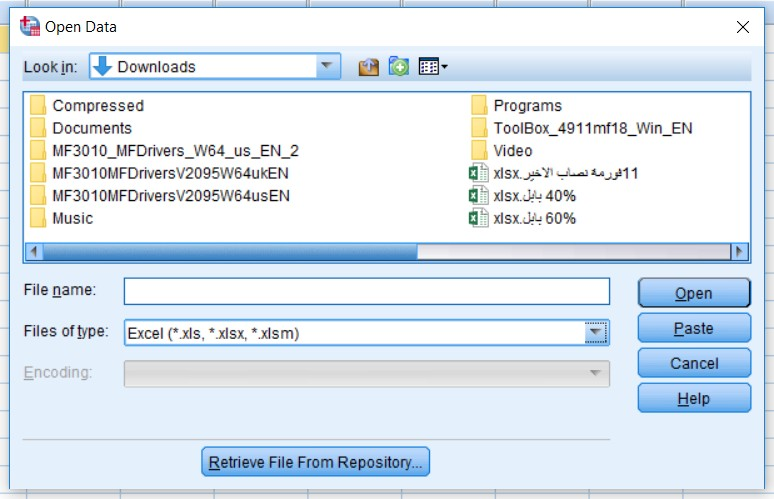 Open Data
Look in: Downloads
Compressed
Documents
MF3010_MFDrivers_W64_us_EN_2
MF3010MFDriversV2095W64ukEN
MF3010MFDriversV2095W64usEN
Music
Programs
ToolBox_4911mf18_Win_EN
Video
11فورمه نصاب الاخير.xlsx
40% بابل.xlsx
60% بابل.xlsx
File name:
Files of type: Excel (*.xls, *.xlsx, *.xlsm)
Encoding:
Open
Paste
Cancel
Help
Retrieve File From Repository...